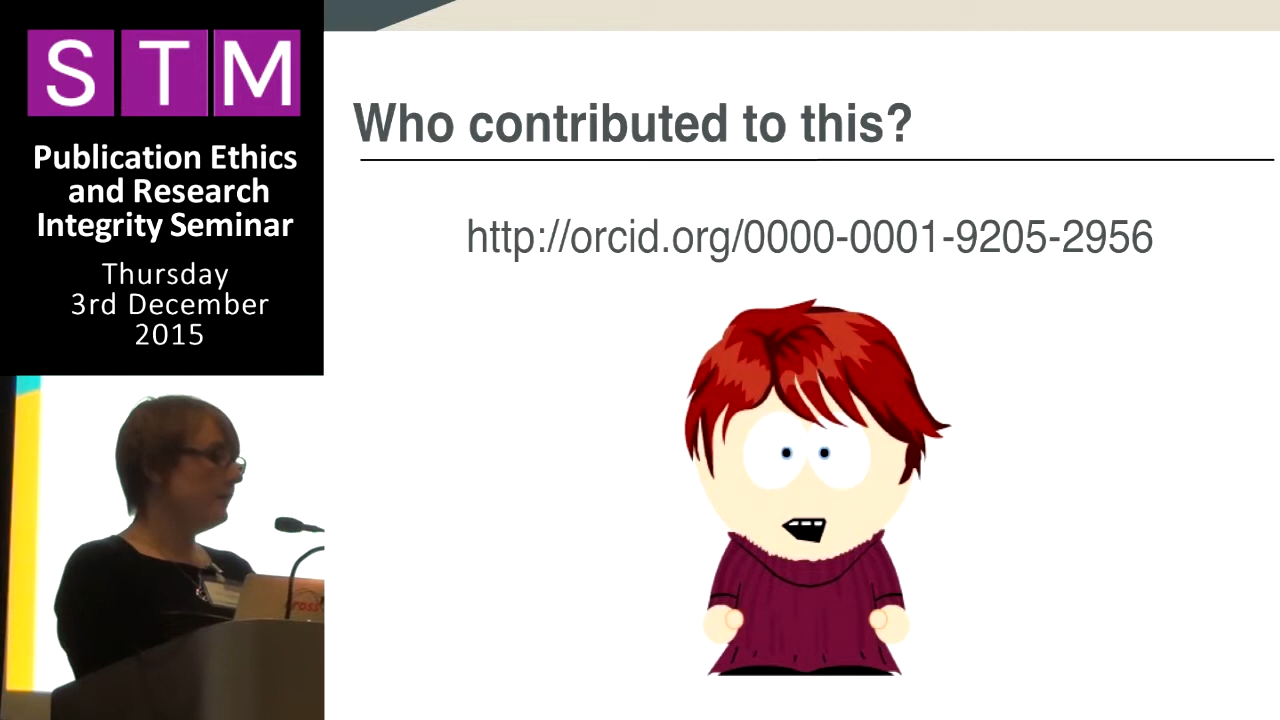 STM
Publication Ethics
and Research
Integrity Seminar
Thursday
3rd December
2015
Who contributed to this?
http://orcid.org/0000-0001-9205-2956
cross